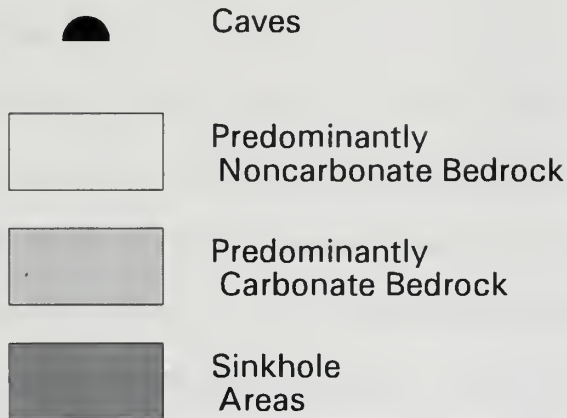 Caves
Predominantly
Noncarbonate Bedrock
Predominantly
Carbonate Bedrock
Sinkhole
Areas